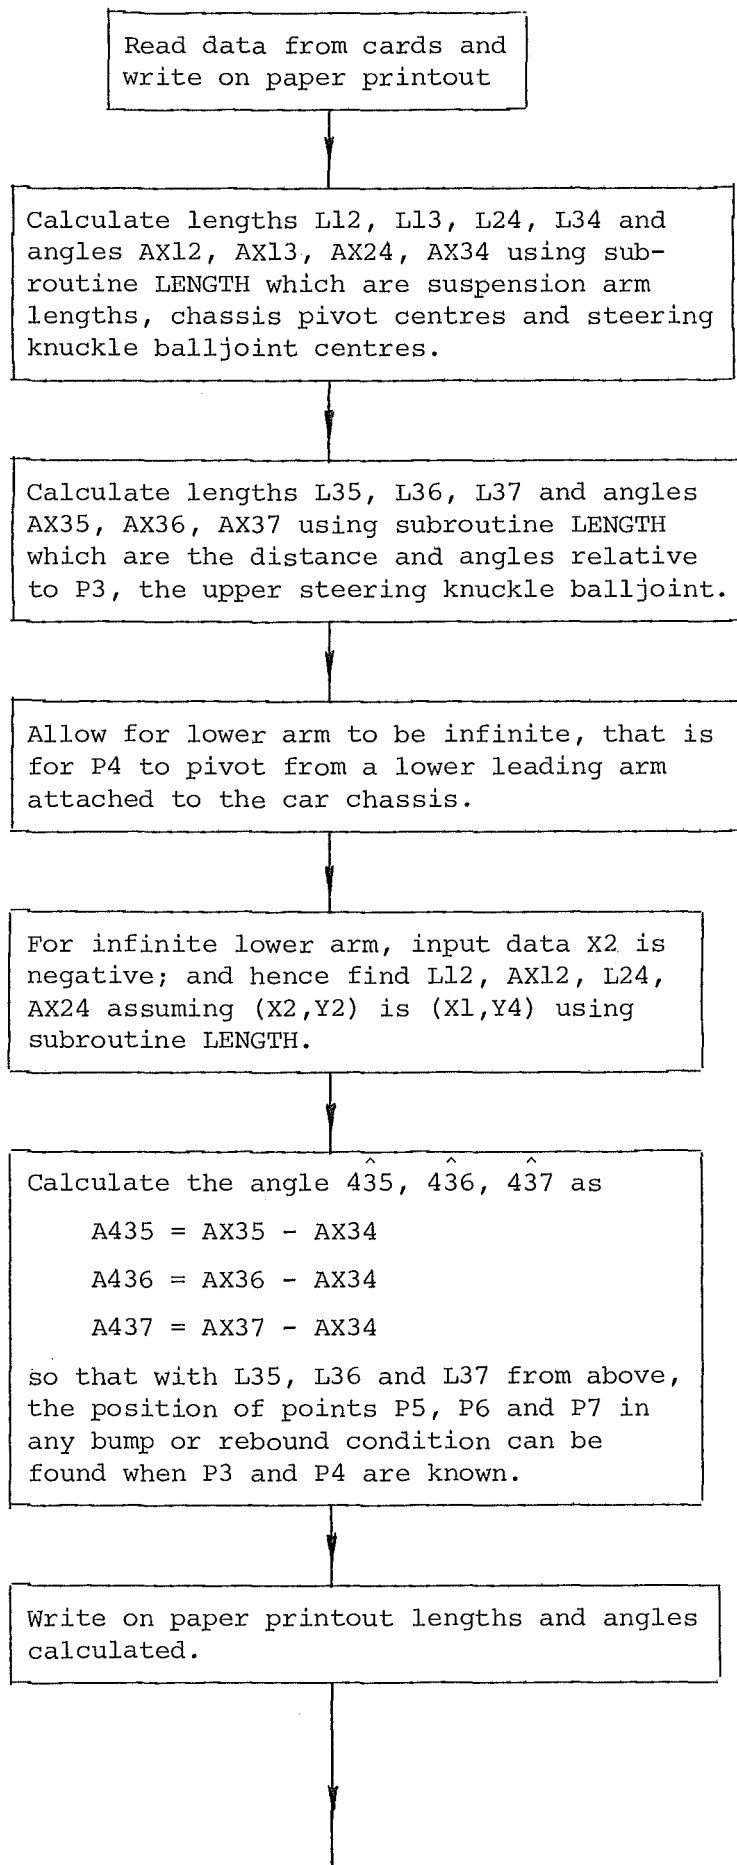 Read data from cards and
write on paper printout
Calculate lengths L12, L13, L24, L34 and
angles AX12, AX13, AX24, AX34 using sub-
routine LENGTH which are suspension arm
lengths, chassis pivot centres and steering
knuckle balljoint centres.
Calculate lengths L35, L36, L37 and angles
AX35, AX36, AX37 using subroutine LENGTH
which are the distance and angles relative
to P3, the upper steering knuckle balljoint.
Allow for lower arm to be infinite, that is
for P4 to pivot from a lower leading arm
attached to the car chassis.
For infinite lower arm, input data X2 is
negative; and hence find L12, AX12, L24,
AX24 assuming (X2,Y2) is (X1,Y4) using
subroutine LENGTH.
Calculate the angle 43̂5, 43̂6, 43̂7 as
A435 = AX35 - AX34
A436 = AX36 - AX34
A437 = AX37 - AX34
so that with L35, L36 and L37 from above,
the position of points P5, P6 and P7 in
any bump or rebound condition can be
found when P3 and P4 are known.
Write on paper printout lengths and angles
calculated.